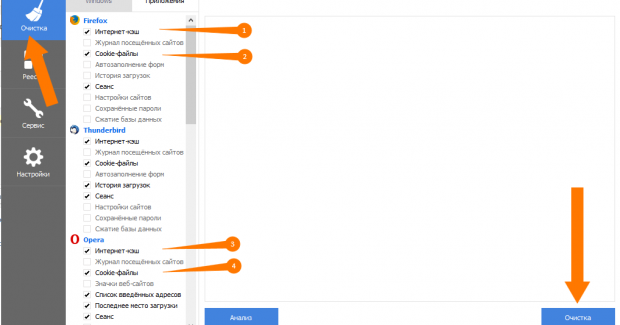 Windows
Приложения
Очистка
Реес
Сервис
Настройки
Firefox
Интернет-кэш
1
Журнал посещённых сайтов
Cookie-файлы
2
Автозаполнение форм
История загрузок
Сеанс
Настройки сайтов
Сохранённые пароли
Сжатие базы данных
Thunderbird
Интернет-кэш
Журнал посещённых сайтов
Cookie-файлы
Автозаполнение форм
История загрузок
Сеанс
Настройки сайтов
Сохранённые пароли
Сжатие базы данных
Opera
Интернет-кэш
3
Журнал посещённых сайтов
Cookie-файлы
4
Значки веб-сайтов
Список введённых адресов
Последнее место загрузки
Сеанс
Анализ
Очистка